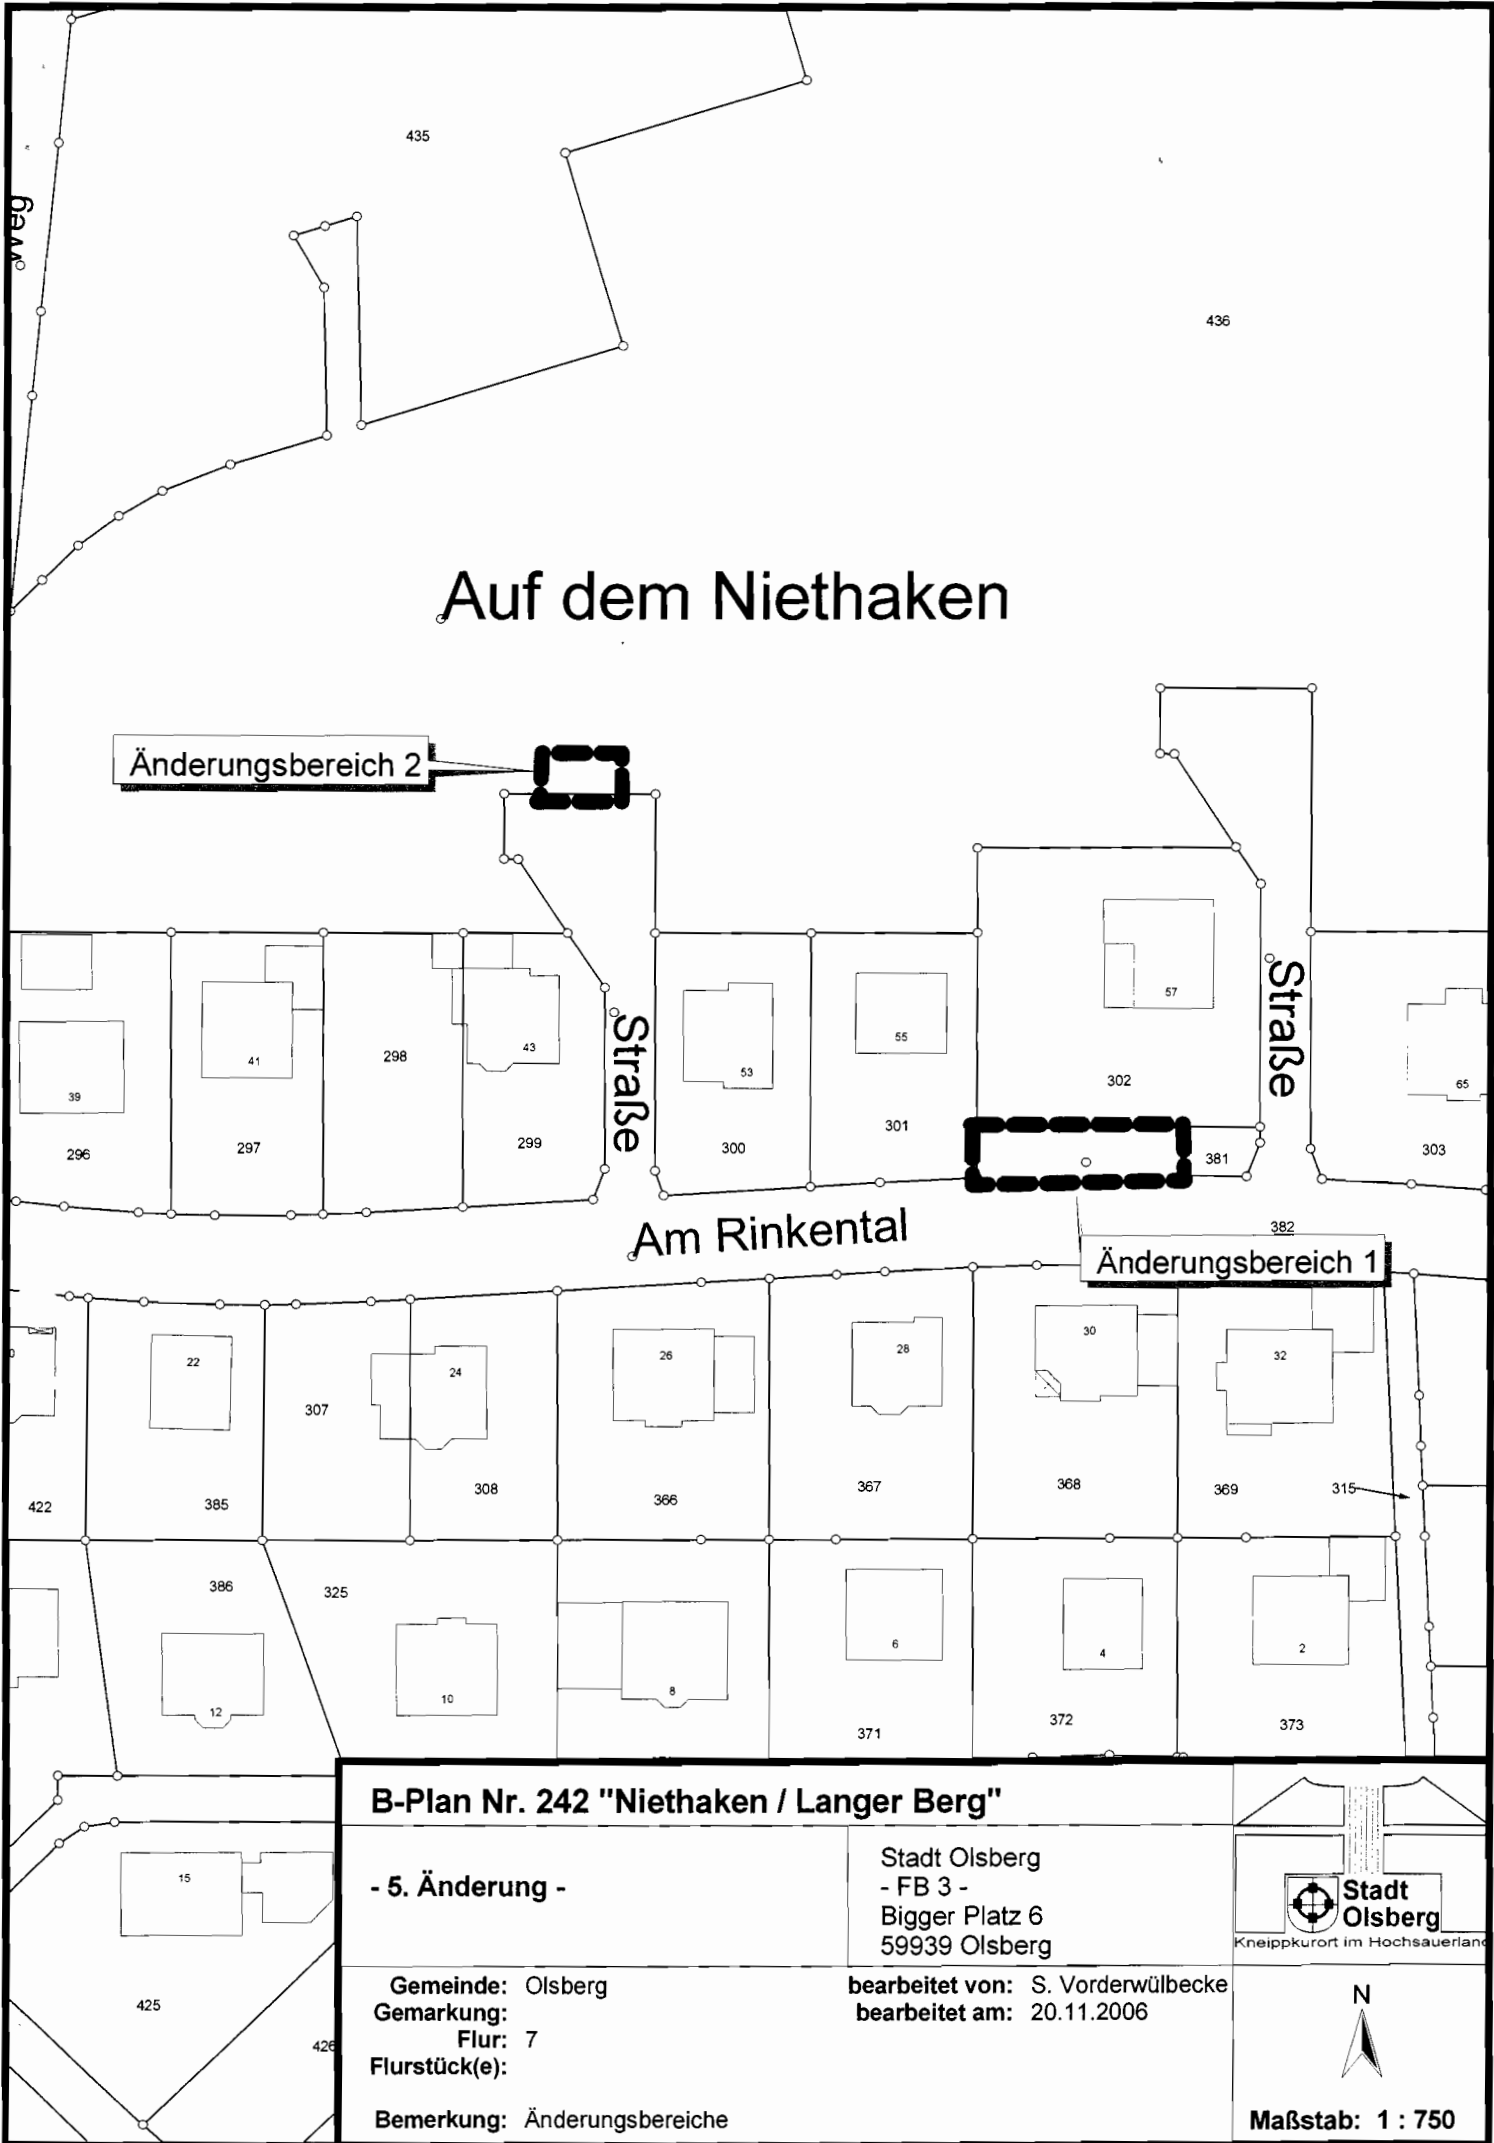 435
Weg
436
Auf dem Niethaken
Änderungsbereich 2
Straße
Straße
57
55
53
43
41
39
65
298
302
301
299
300
297
296
381
303
Am Rinkental
382
Änderungsbereich 1
22
24
26
28
30
32
307
308
366
367
368
369
315
422
385
386
325
12
10
8
6
4
2
371
372
373
15
425
426
B-Plan Nr. 242 "Niethaken / Langer Berg"
- 5. Änderung -
Stadt Olsberg
- FB 3 -
Bigger Platz 6
59939 Olsberg
Stadt
Olsberg
Kneippkurort im Hochsauerland
Gemeinde: Olsberg
Gemarkung:
Flur: 7
Flurstück(e):
Bemerkung: Änderungsbereiche
bearbeitet von: S. Vorderwülbecke
bearbeitet am: 20.11.2006
N
Maßstab: 1 : 750